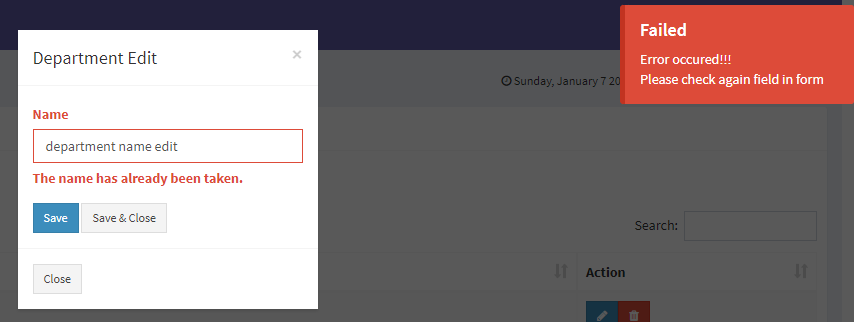 Failed
Error occured!!!
Please check again field in form
Department Edit
×
Sunday, January 7 20
Name
department name edit
The name has already been taken.
Save
Save & Close
Search:
Close
Action